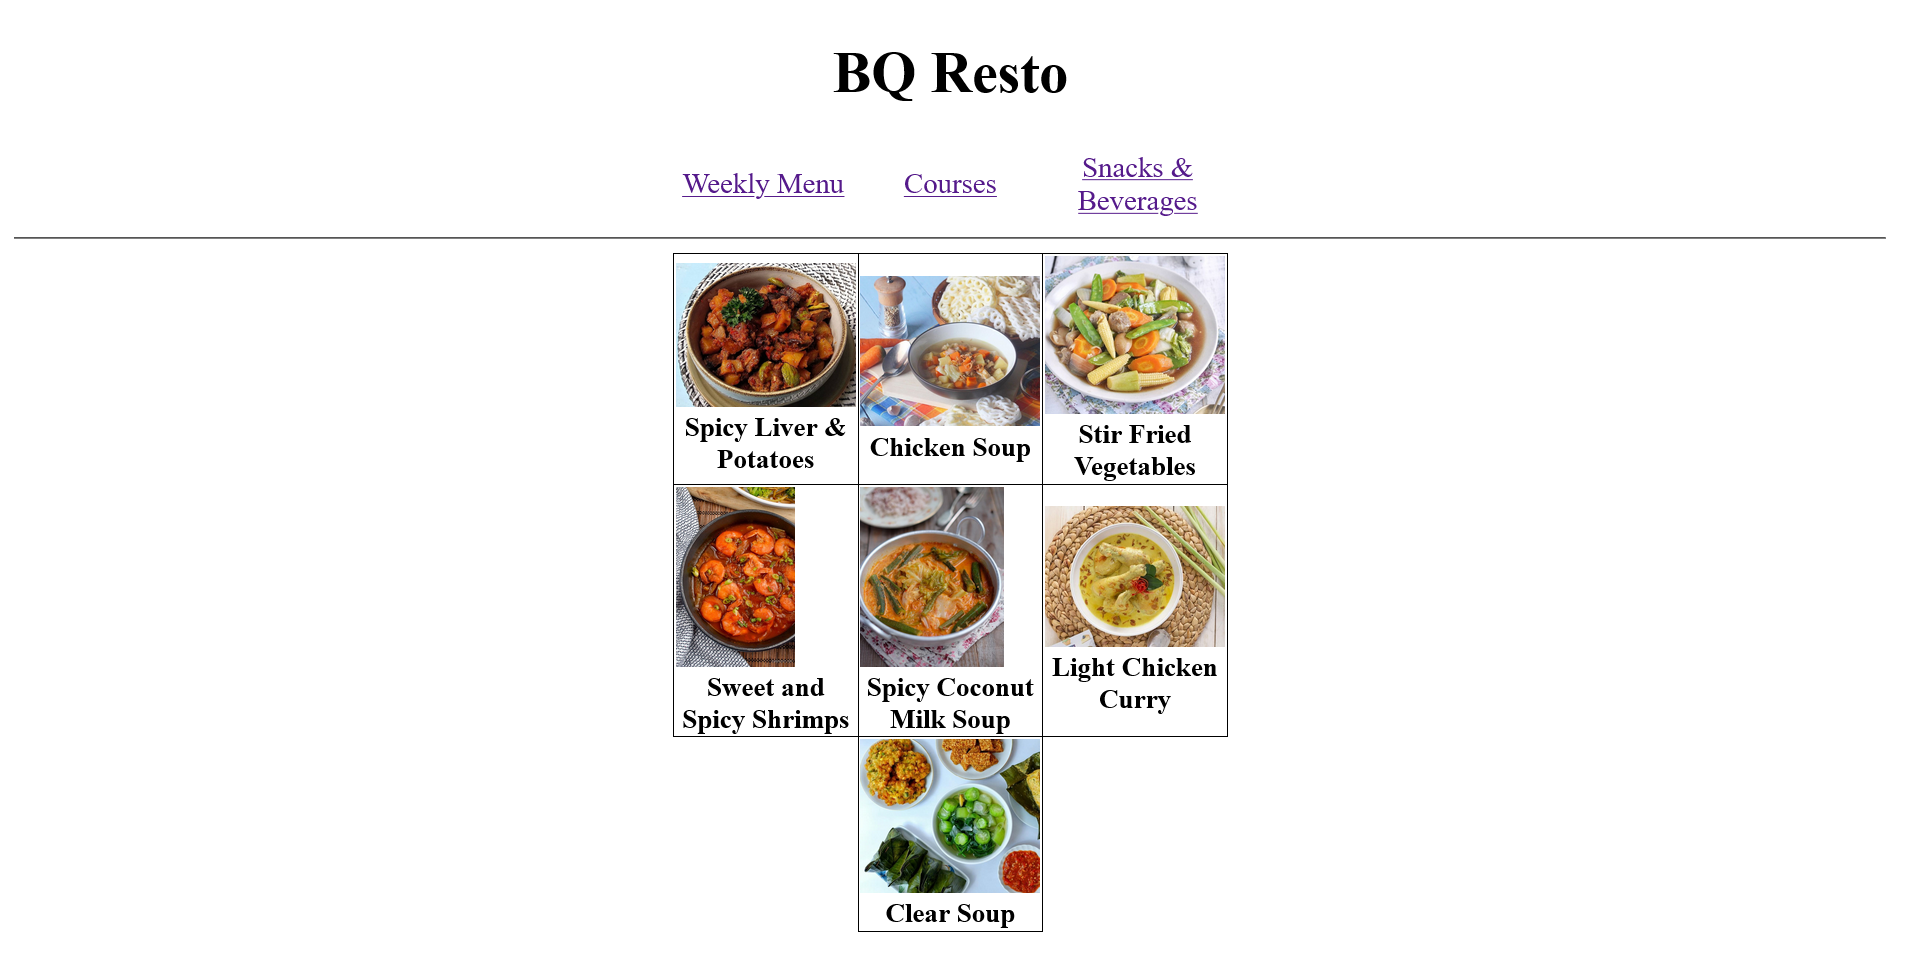 BQ Resto
Weekly Menu
Courses
Snacks &
Beverages
Spicy Liver &
Potatoes
Chicken Soup
Stir Fried
Vegetables
Sweet and
Spicy Shrimps
Spicy Coconut
Milk Soup
Light Chicken
Curry
Clear Soup